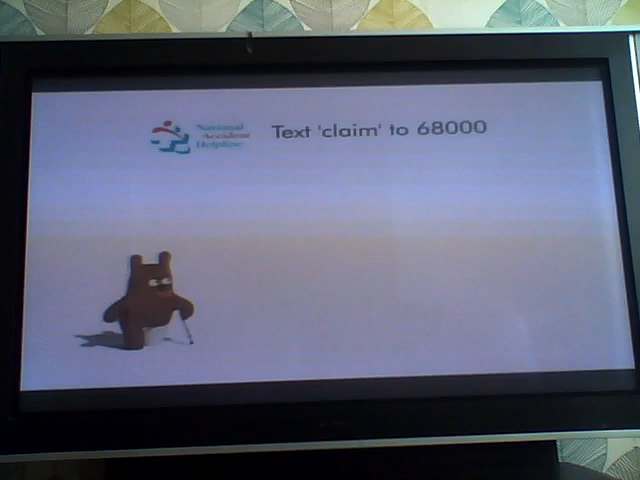 National
Accident
Helpline
Text 'claim' to 68000